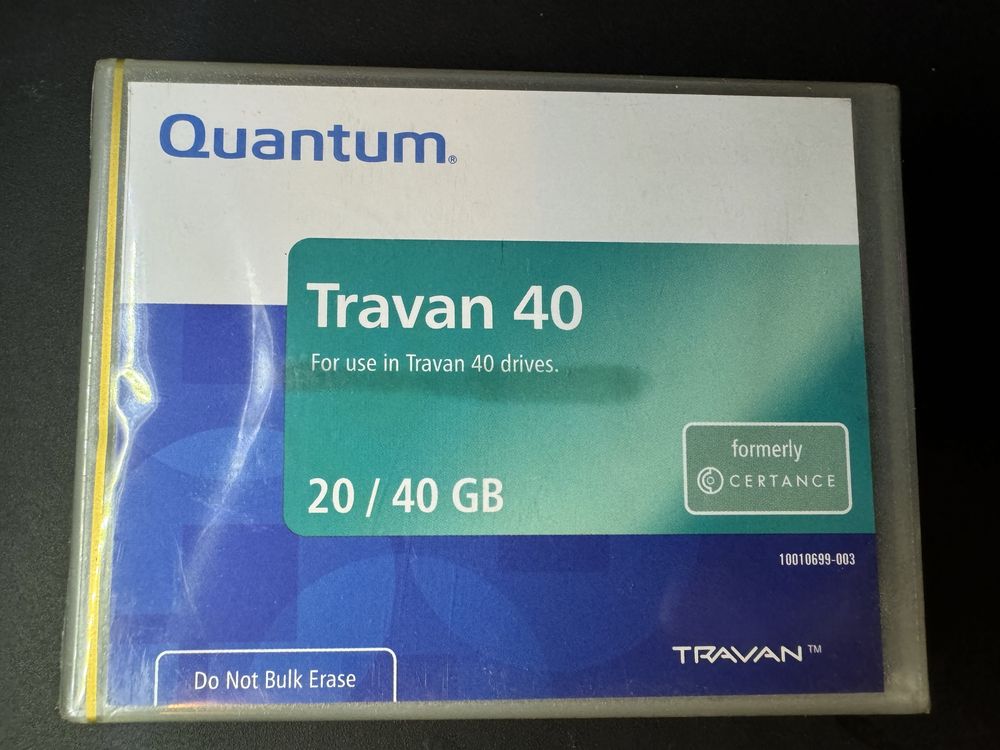 Quantum®
Travan 40
For use in Travan 40 drives.
20 / 40 GB
formerly
CERTANCE
10010699-003
TRAVAN™
Do Not Bulk Erase